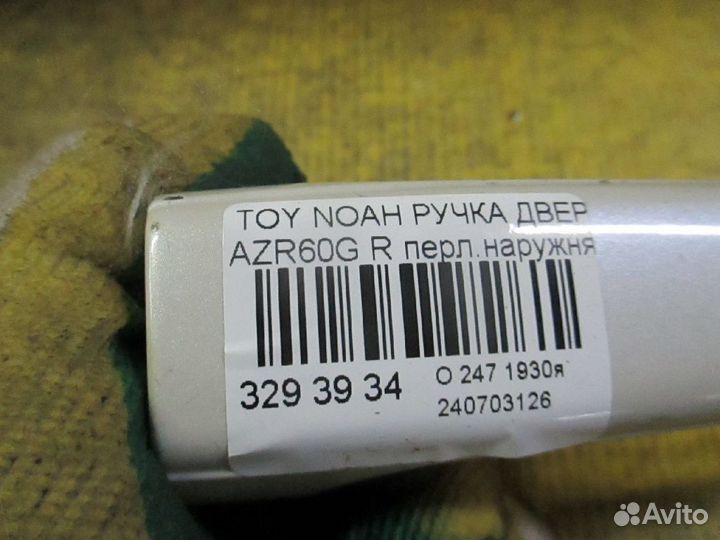 TOY NOAH РУЧКА ДВЕР
AZR60G R перл.наружня
329 39 34
O 247 1930я
240703126
Avito